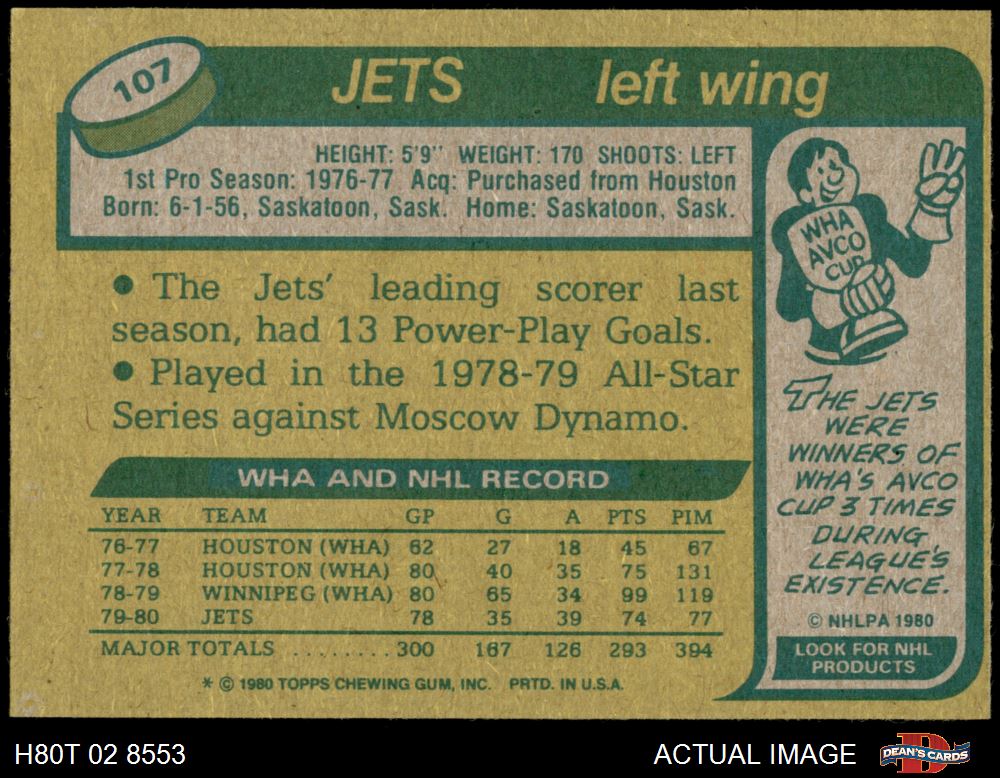 107
JETS left wing
HEIGHT: 5'9" WEIGHT: 170 SHOOTS: LEFT
1st Pro Season: 1976-77 Acq: Purchased from Houston
Born: 6-1-56, Saskatoon, Sask. Home: Saskatoon, Sask.
• The Jets' leading scorer last
season, had 13 Power-Play Goals.
• Played in the 1978-79 All-Star
Series against Moscow Dynamo.
WHA AND NHL RECORD
YEAR TEAM GP G A PTS PIM
76-77 HOUSTON (WHA) 62 27 18 45 67
77-78 HOUSTON (WHA) 80 40 35 75 131
78-79 WINNIPEG (WHA) 80 65 34 99 119
79-80 JETS 78 35 39 74 77
MAJOR TOTALS ........ 300 167 126 293 394
* © 1980 TOPPS CHEWING GUM, INC. PRTD. IN U.S.A.
WHA
AVCO
CUP
THE JETS
WERE
WINNERS OF
WHA'S AVCO
CUP 3 TIMES
DURING
LEAGUE'S
EXISTENCE.
© NHLPA 1980
LOOK FOR NHL
PRODUCTS
H80T 02 8553
ACTUAL IMAGE
DEAN'S CARDS